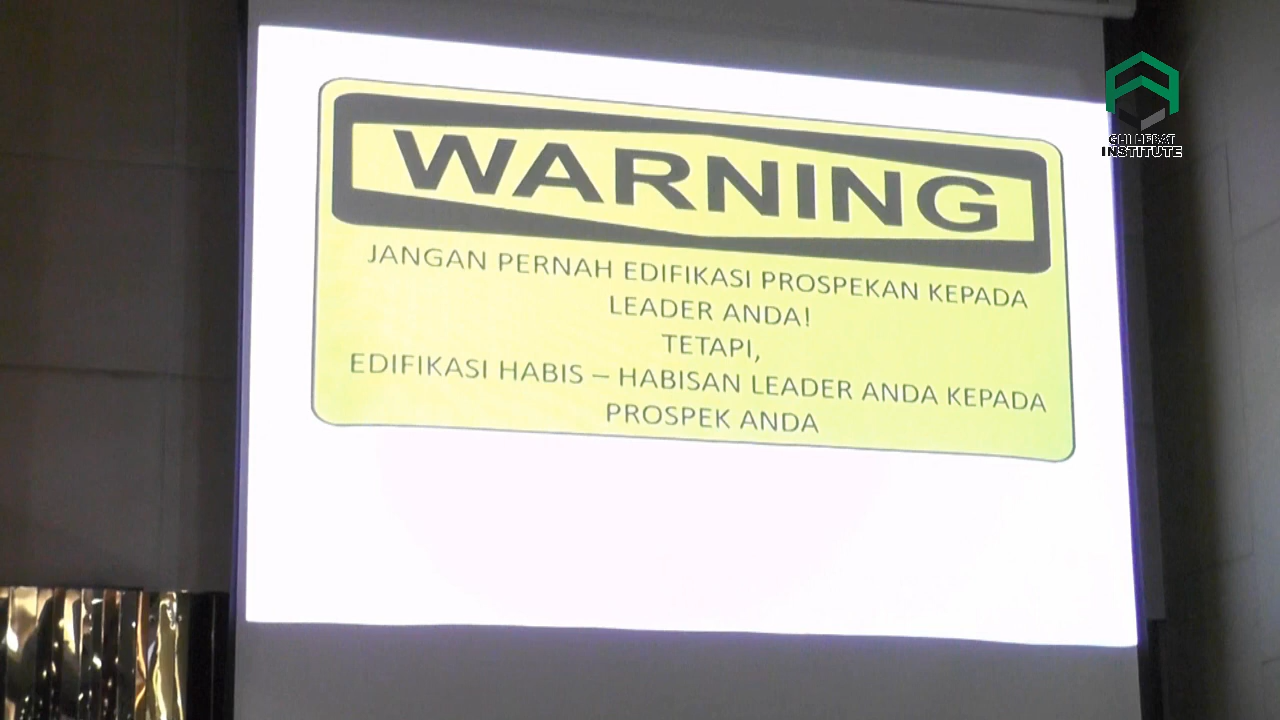 WARNING
JANGAN PERNAH EDIFIKASI PROSPEKAN KEPADA
LEADER ANDA!
TETAPI,
EDIFIKASI HABIS – HABISAN LEADER ANDA KEPADA
PROSPEK ANDA
INSTITUTE